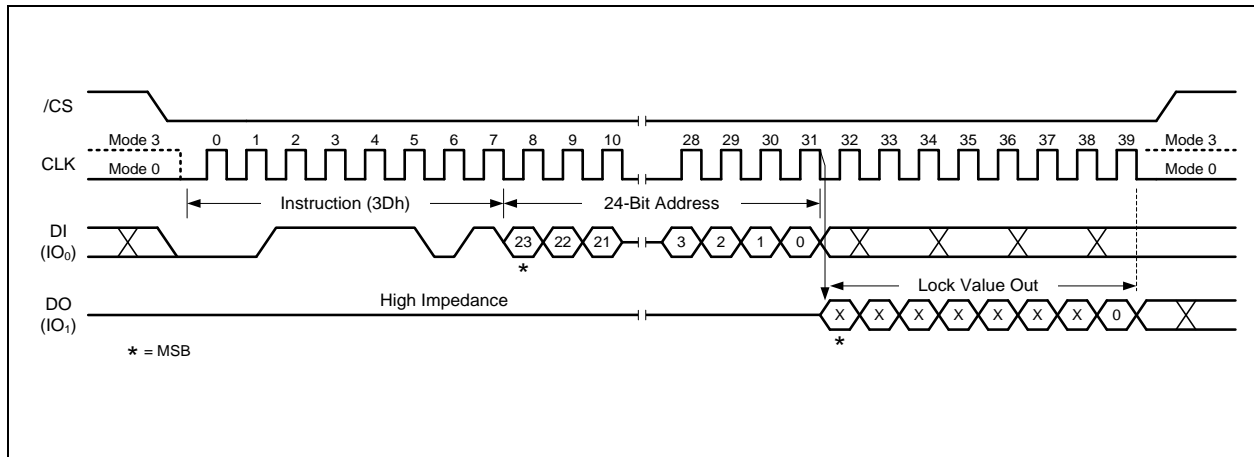 /CS
Mode 3 0 1 2 3 4 5 6 7 8 9 10 28 29 30 31 32 33 34 35 36 37 38 39 Mode 3
CLK Mode 0 Mode 0
Instruction (3Dh) 24-Bit Address
DI
(IO0) 23 22 21 3 2 1 0
*
Lock Value Out
High Impedance
DO
(IO1) X X X X X X X 0
* = MSB *